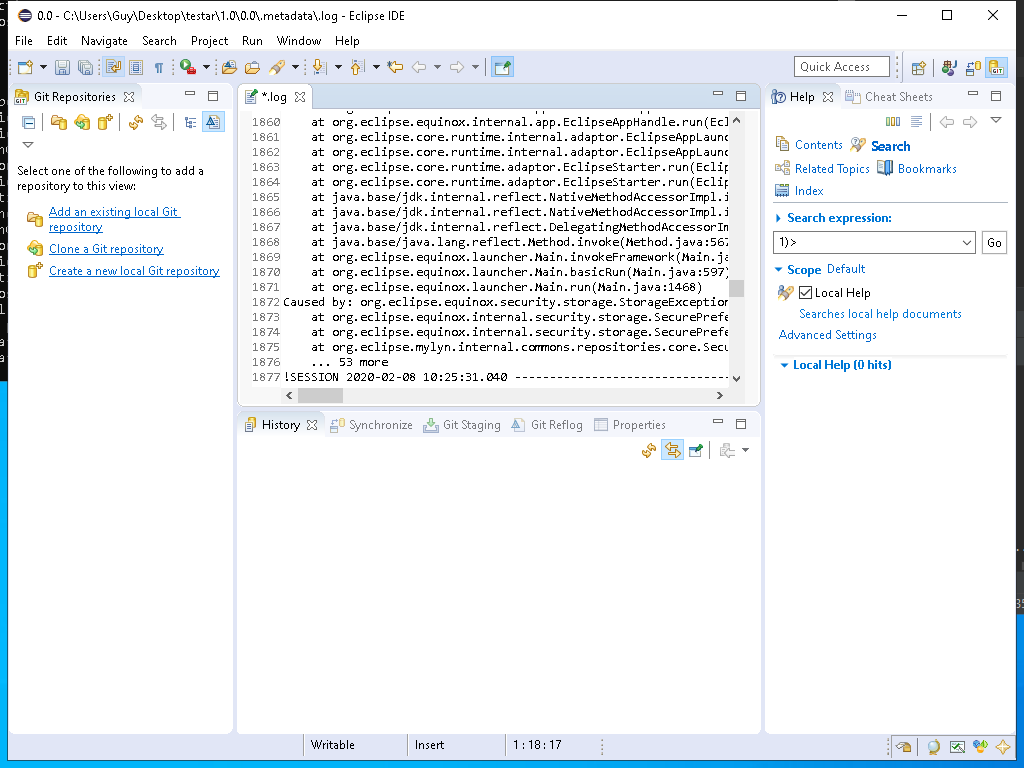 0.0 - C:\Users\Guy\Desktop\testar\1.0\0.0\.metadata\.log - Eclipse IDE
File Edit Navigate Search Project Run Window Help
Quick Access
Git Repositories
Select one of the following to add a
repository to this view:
Add an existing local Git
repository
Clone a Git repository
Create a new local Git repository
*.log
1860 at org.eclipse.equinox.internal.app.EclipseAppHandle.run(Ecl
1861 at org.eclipse.core.runtime.internal.adaptor.EclipseAppLaunc
1862 at org.eclipse.core.runtime.internal.adaptor.EclipseAppLaunc
1863 at org.eclipse.core.runtime.adaptor.EclipseStarter.run(Eclip
1864 at org.eclipse.core.runtime.adaptor.EclipseStarter.run(Eclip
1865 at java.base/jdk.internal.reflect.NativeMethodAccessorImpl.i
1866 at java.base/jdk.internal.reflect.NativeMethodAccessorImpl.i
1867 at java.base/jdk.internal.reflect.DelegatingMethodAccessorIm
1868 at java.base/java.lang.reflect.Method.invoke(Method.java:567
1869 at org.eclipse.equinox.launcher.Main.invokeFramework(Main.ja
1870 at org.eclipse.equinox.launcher.Main.basicRun(Main.java:597)
1871 at org.eclipse.equinox.launcher.Main.run(Main.java:1468)
1872 Caused by: org.eclipse.equinox.security.storage.StorageException
1873 at org.eclipse.equinox.internal.security.storage.SecurePrefe
1874 at org.eclipse.equinox.internal.security.storage.SecurePrefe
1875 at org.eclipse.mylyn.internal.commons.repositories.core.Secu
1876 ... 53 more
1877 !SESSION 2020-02-08 10:25:31.040 -----------------------------
History Synchronize Git Staging Git Reflog Properties
Help Cheat Sheets
Contents Search
Related Topics Bookmarks
Index
Search expression:
1)> Go
Scope Default
Local Help
Searches local help documents
Advanced Settings
Local Help (0 hits)
Writable Insert 1:18:17